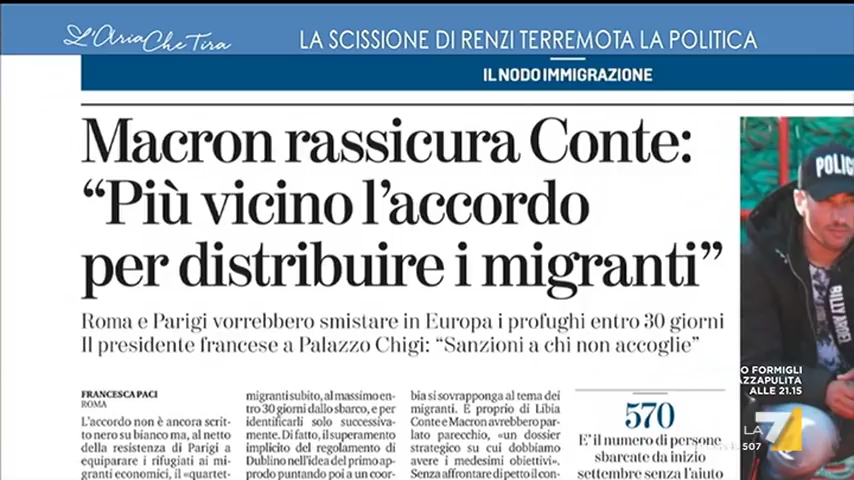 L'Aria Che Tira
LA SCISSIONE DI RENZI TERREMOTA LA POLITICA
IL NODO IMMIGRAZIONE
Macron rassicura Conte:
“Più vicino l’accordo
per distribuire i migranti”
Roma e Parigi vorrebbero smistare in Europa i profughi entro 30 giorni
Il presidente francese a Palazzo Chigi: “Sanzioni a chi non accoglie”
FRANCESCA PACI
ROMA
L’accordo non è ancora scrit-
to nero su bianco ma, al netto
della resistenza di Parigi a
equiparare i rifugiati ai mi-
granti economici, il «quartet-
migranti subito, al massimo en-
tro 30 giorni dallo sbarco, e per
identificarli solo successiva-
mente. Di fatto, il superamento
implicito del regolamento di
Dublino nell’idea del primo ap-
prodo puntando poi a un coor-
bia si sovrapponga al tema dei
migranti. E proprio di Libia
Conte e Macron avrebbero par-
lato parecchio, «un dossier
strategico su cui dobbiamo
avere i medesimi obiettivi».
Senza affrontare di petto il con-
570
E’ il numero di persone
sbarcate da inizio
settembre senza l’aiuto
POLIC
BILLY
O FORMIGLI
AZZAPULITA
ALLE 21.15
LA 7
507